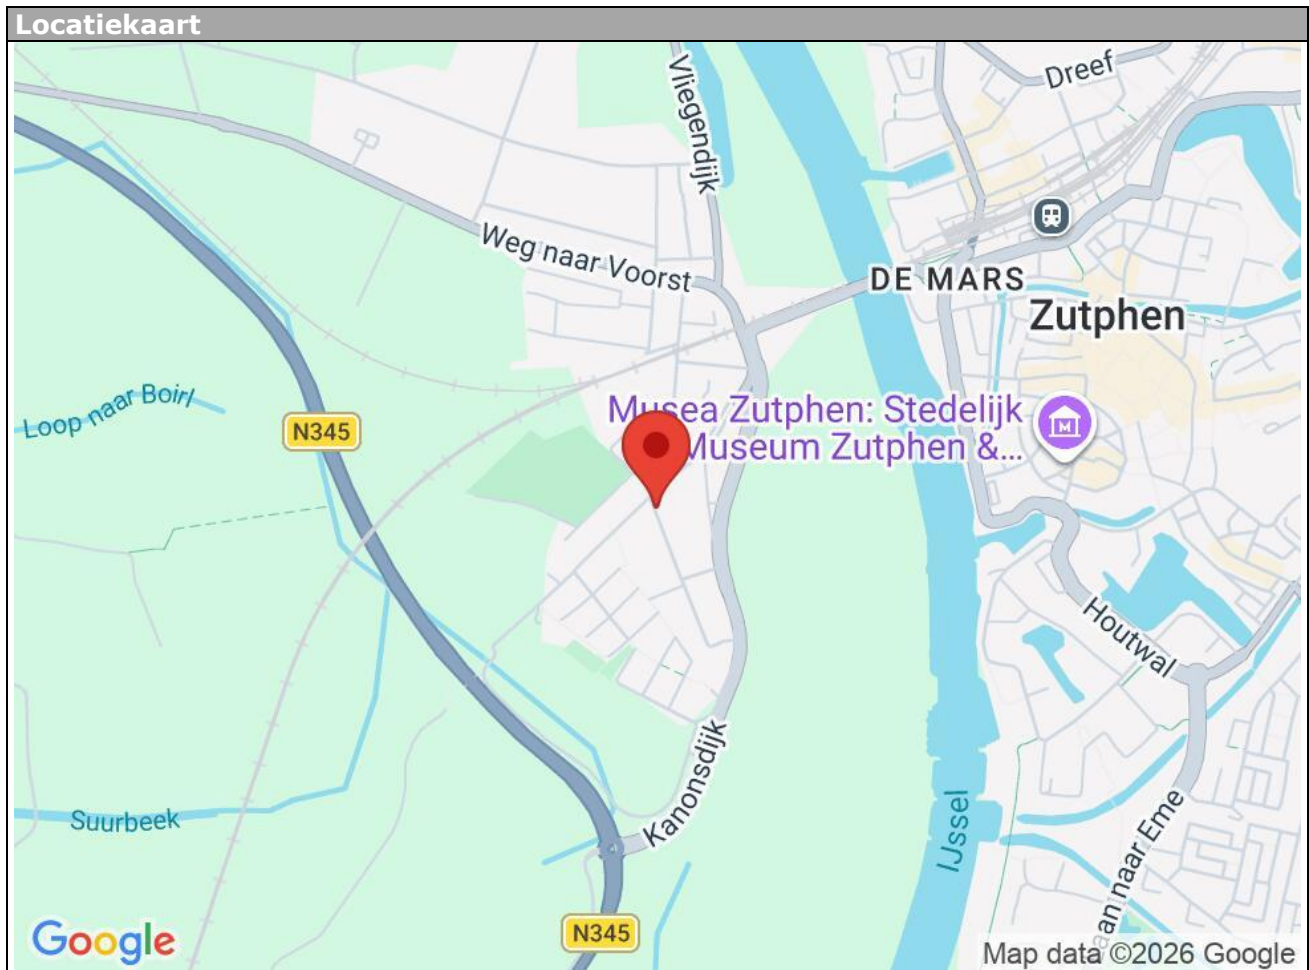 Locatiekaart
Dreef
Vliegendijk
Weg naar Voorst
DE MARS
Zutphen
Loop naar Boirl
N345
Musea Zutphen: Stedelijk
Museum Zutphen &...
Houtwal
Kanonsdijk
Suurbeek
IJssel
aan naar Eme
N345
Google
Map data ©2026 Google